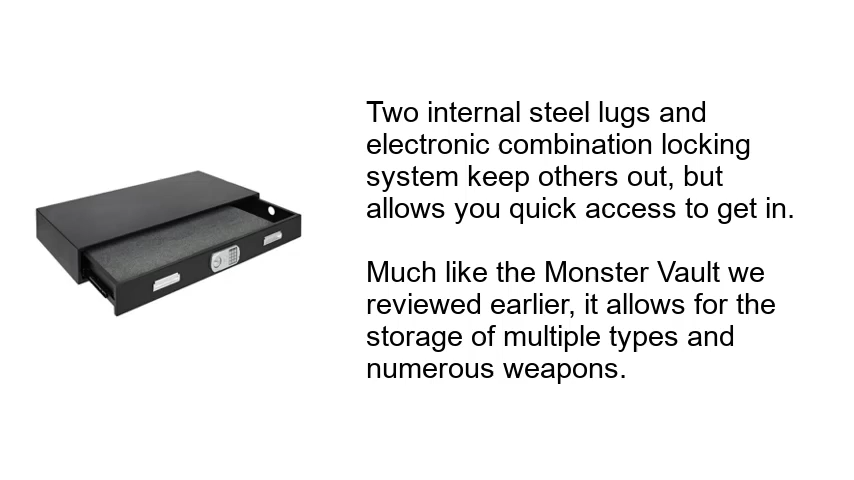 Two internal steel lugs and
electronic combination locking
system keep others out, but
allows you quick access to get in.
Much like the Monster Vault we
reviewed earlier, it allows for the
storage of multiple types and
numerous weapons.